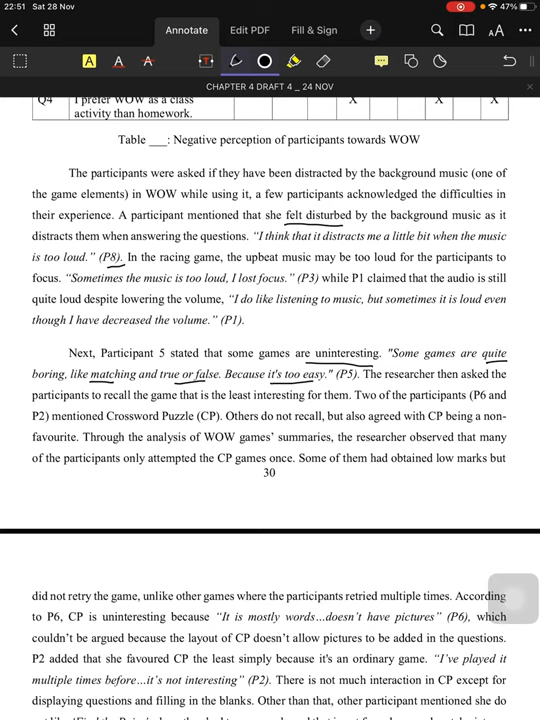 22:51 Sat 28 Nov 47%
Annotate Edit PDF Fill & Sign
AA
A A A T
CHAPTER 4 DRAFT 4 _ 24 NOV
Q4 I prefer WOW as a class X X X
activity than homework.
Table ___: Negative perception of participants towards WOW
The participants were asked if they have been distracted by the background music (one of
the game elements) in WOW while using it, a few participants acknowledged the difficulties in
their experience. A participant mentioned that she felt disturbed by the background music as it
distracts them when answering the questions. “I think that it distracts me a little bit when the music
is too loud.” (P8). In the racing game, the upbeat music may be too loud for the participants to
focus. “Sometimes the music is too loud, I lost focus.” (P3) while P1 claimed that the audio is still
quite loud despite lowering the volume, “I do like listening to music, but sometimes it is loud even
though I have decreased the volume.” (P1).
Next, Participant 5 stated that some games are uninteresting. "Some games are quite
boring, like matching and true or false. Because it's too easy." (P5). The researcher then asked the
participants to recall the game that is the least interesting for them. Two of the participants (P6 and
P2) mentioned Crossword Puzzle (CP). Others do not recall, but also agreed with CP being a non-
favourite. Through the analysis of WOW games’ summaries, the researcher observed that many
of the participants only attempted the CP games once. Some of them had obtained low marks but
30
did not retry the game, unlike other games where the participants retried multiple times. According
to P6, CP is uninteresting because “It is mostly words…doesn’t have pictures” (P6), which
couldn’t be argued because the layout of CP doesn’t allow pictures to be added in the questions.
P2 added that she favoured CP the least simply because it's an ordinary game. “I’ve played it
multiple times before…it’s not interesting” (P2). There is not much interaction in CP except for
displaying questions and filling in the blanks. Other than that, other participant mentioned she do